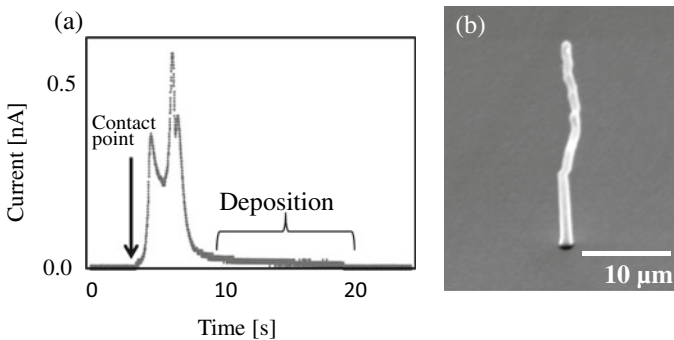 (a)
0.5
Current [nA]
Contact
point
Deposition
0.0
0
10
20
Time [s]
(b)
10 µm